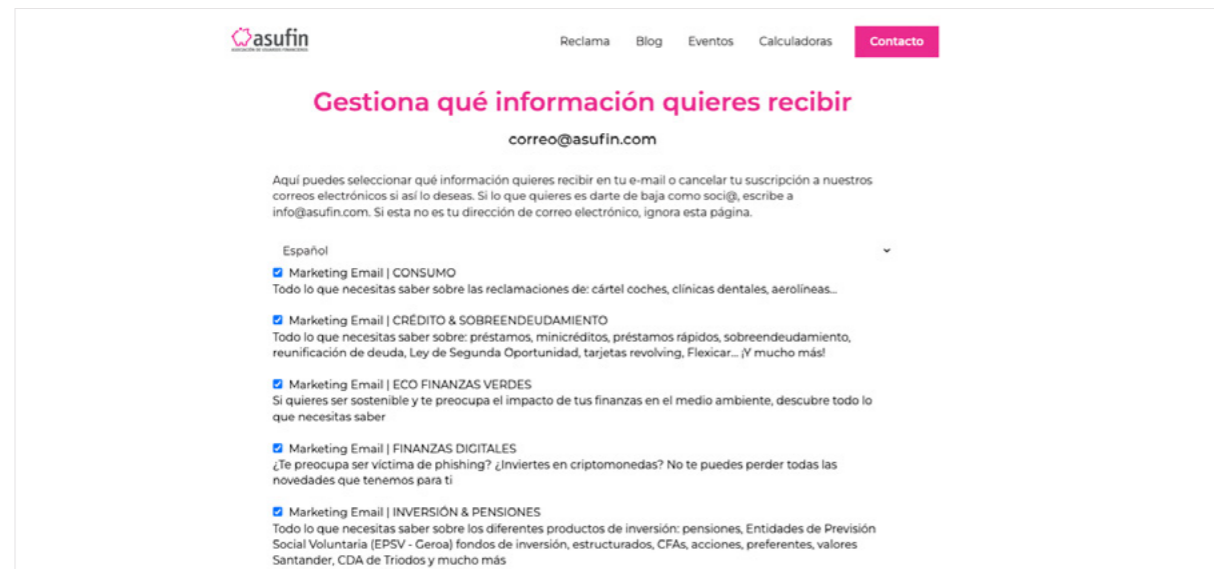 asufin
ASOCIACIÓN DE USUARIOS FINANCIEROS
Reclama Blog Eventos Calculadoras Contacto
Gestiona qué información quieres recibir
correo@asufin.com
Aquí puedes seleccionar qué información quieres recibir en tu e-mail o cancelar tu suscripción a nuestros
correos electrónicos si así lo deseas. Si lo que quieres es darte de baja como soci@, escribe a
info@asufin.com. Si esta no es tu dirección de correo electrónico, ignora esta página.
Español
Marketing Email | CONSUMO
Todo lo que necesitas saber sobre las reclamaciones de: cártel coches, clínicas dentales, aerolíneas...
Marketing Email | CRÉDITO & SOBREENDEUDAMIENTO
Todo lo que necesitas saber sobre: préstamos, minicréditos, préstamos rápidos, sobreendeudamiento,
reunificación de deuda, Ley de Segunda Oportunidad, tarjetas revolving, Flexicar... ¡Y mucho más!
Marketing Email | ECO FINANZAS VERDES
Si quieres ser sostenible y te preocupa el impacto de tus finanzas en el medio ambiente, descubre todo lo
que necesitas saber
Marketing Email | FINANZAS DIGITALES
¿Te preocupa ser víctima de phishing? ¿Inviertes en criptomonedas? No te puedes perder todas las
novedades que tenemos para ti
Marketing Email | INVERSIÓN & PENSIONES
Todo lo que necesitas saber sobre los diferentes productos de inversión: pensiones, Entidades de Previsión
Social Voluntaria (EPSV - Geroa) fondos de inversión, estructurados, CFAs, acciones, preferentes, valores
Santander, CDA de Triodos y mucho más